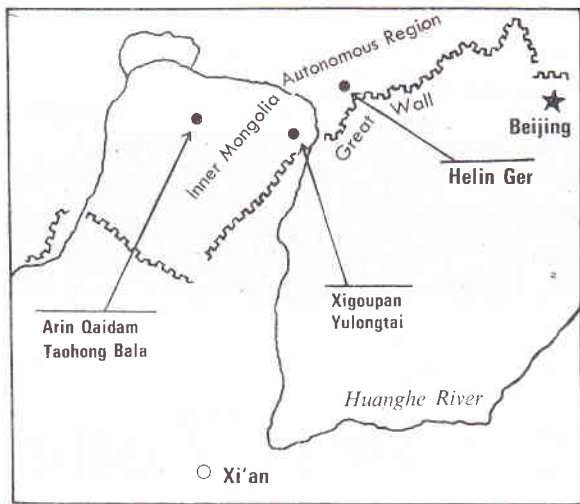 Inner Mongolia Autonomous Region
Great Wall
Beijing
Helin Ger
Arin Qaidam
Taohong Bala
Xigoupan
Yulongtai
Huanghe River
Xi'an